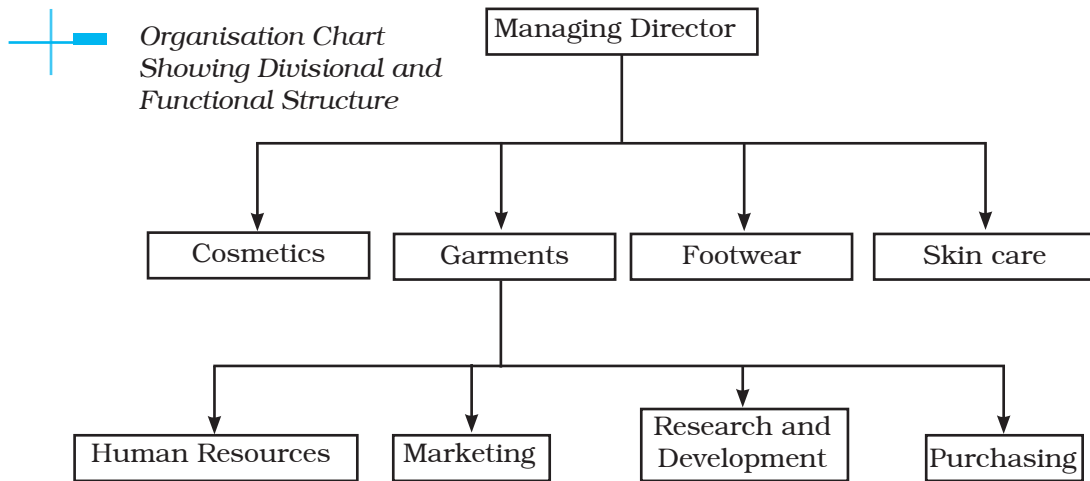 Organisation Chart
Showing Divisional and
Functional Structure
Managing Director
Cosmetics
Garments
Footwear
Skin care
Human Resources
Marketing
Research and
Development
Purchasing